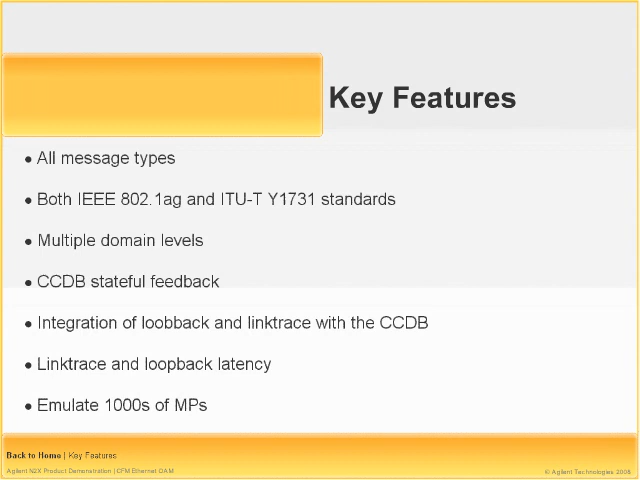 Key Features
● All message types
● Both IEEE 802.1ag and ITU-T Y1731 standards
● Multiple domain levels
● CCDB stateful feedback
● Integration of loobback and linktrace with the CCDB
● Linktrace and loopback latency
● Emulate 1000s of MPs
Back to Home | Key Features
Agilent N2X Product Demonstration | CFM Ethernet OAM
© Agilent Technologies 2008